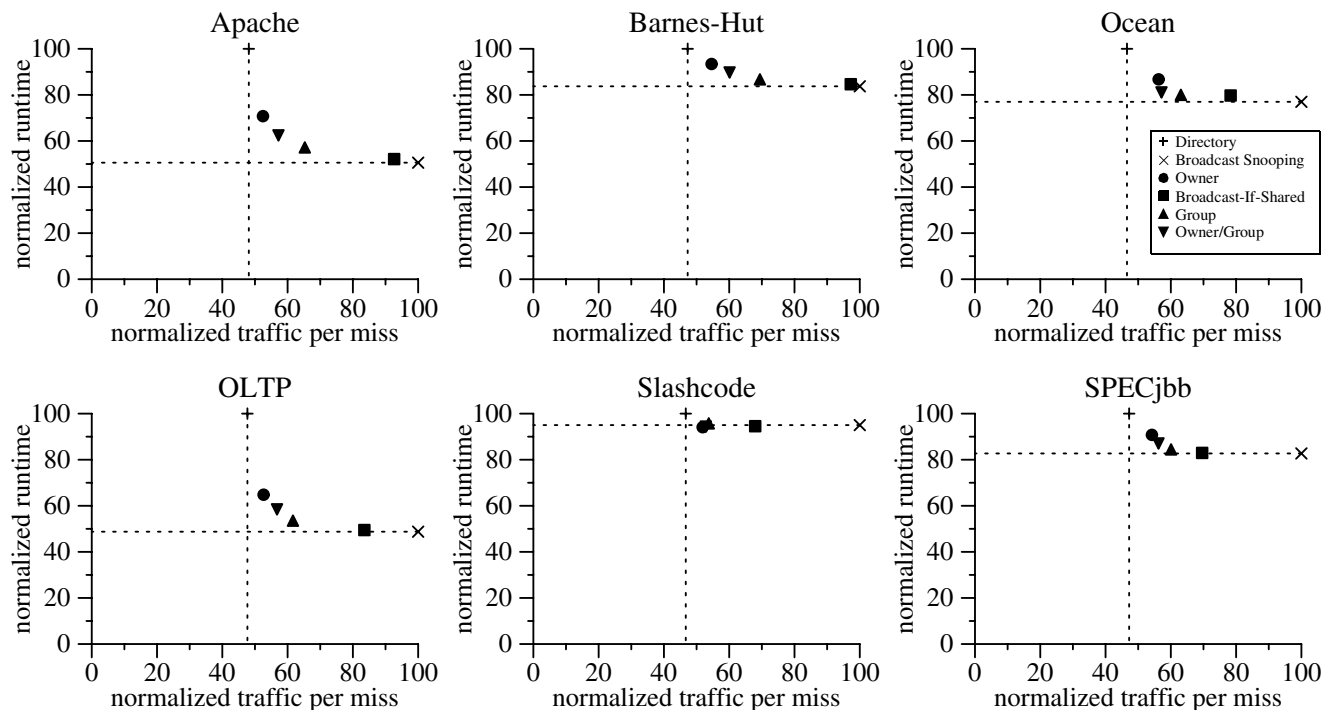 Apache
100
80
60
40
20
0
normalized runtime
0 20 40 60 80 100
normalized traffic per miss
Barnes-Hut
100
80
60
40
20
0
normalized runtime
0 20 40 60 80 100
normalized traffic per miss
Ocean
100
80
60
40
20
0
normalized runtime
Directory
Broadcast Snooping
Owner
Broadcast-If-Shared
Group
Owner/Group
0 20 40 60 80 100
normalized traffic per miss
OLTP
100
80
60
40
20
0
normalized runtime
0 20 40 60 80 100
normalized traffic per miss
Slashcode
100
80
60
40
20
0
normalized runtime
0 20 40 60 80 100
normalized traffic per miss
SPECjbb
100
80
60
40
20
0
normalized runtime
0 20 40 60 80 100
normalized traffic per miss